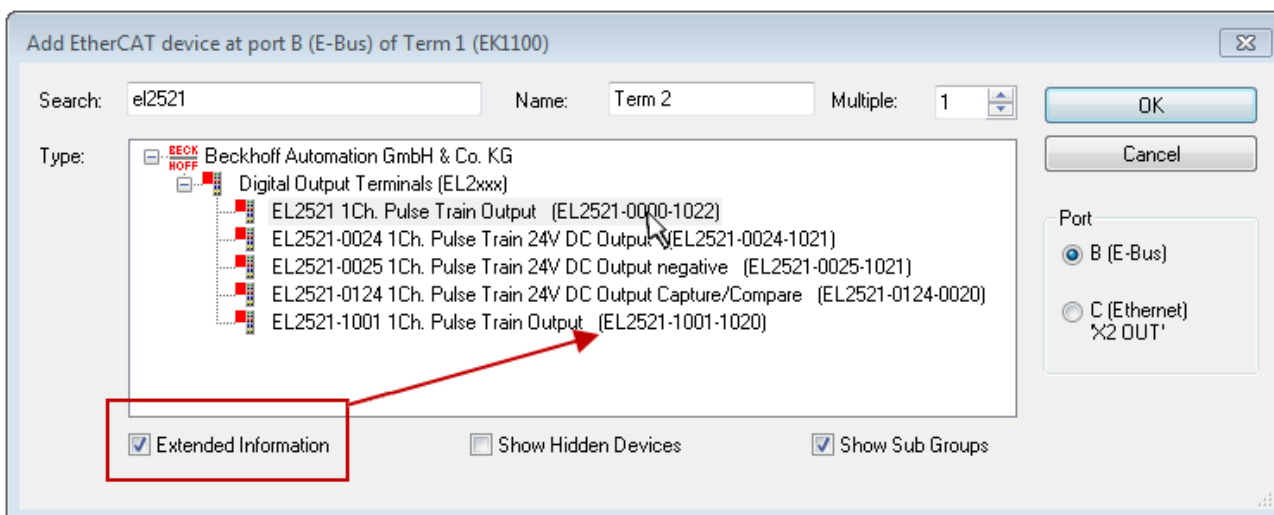 Add EtherCAT device at port B (E-Bus) of Term 1 (EK1100)
Search: el2521 Name: Term 2 Multiple: 1 OK
Cancel
Type: BECKHOFF Beckhoff Automation GmbH & Co. KG
Digital Output Terminals (EL2xxx)
EL2521 1Ch. Pulse Train Output (EL2521-0000-1022)
EL2521-0024 1Ch. Pulse Train 24V DC Output (EL2521-0024-1021)
EL2521-0025 1Ch. Pulse Train 24V DC Output negative (EL2521-0025-1021)
EL2521-0124 1Ch. Pulse Train 24V DC Output Capture/Compare (EL2521-0124-0020)
EL2521-1001 1Ch. Pulse Train Output (EL2521-1001-1020)
Port
B (E-Bus)
C (Ethernet)
'X2 OUT'
Extended Information Show Hidden Devices Show Sub Groups